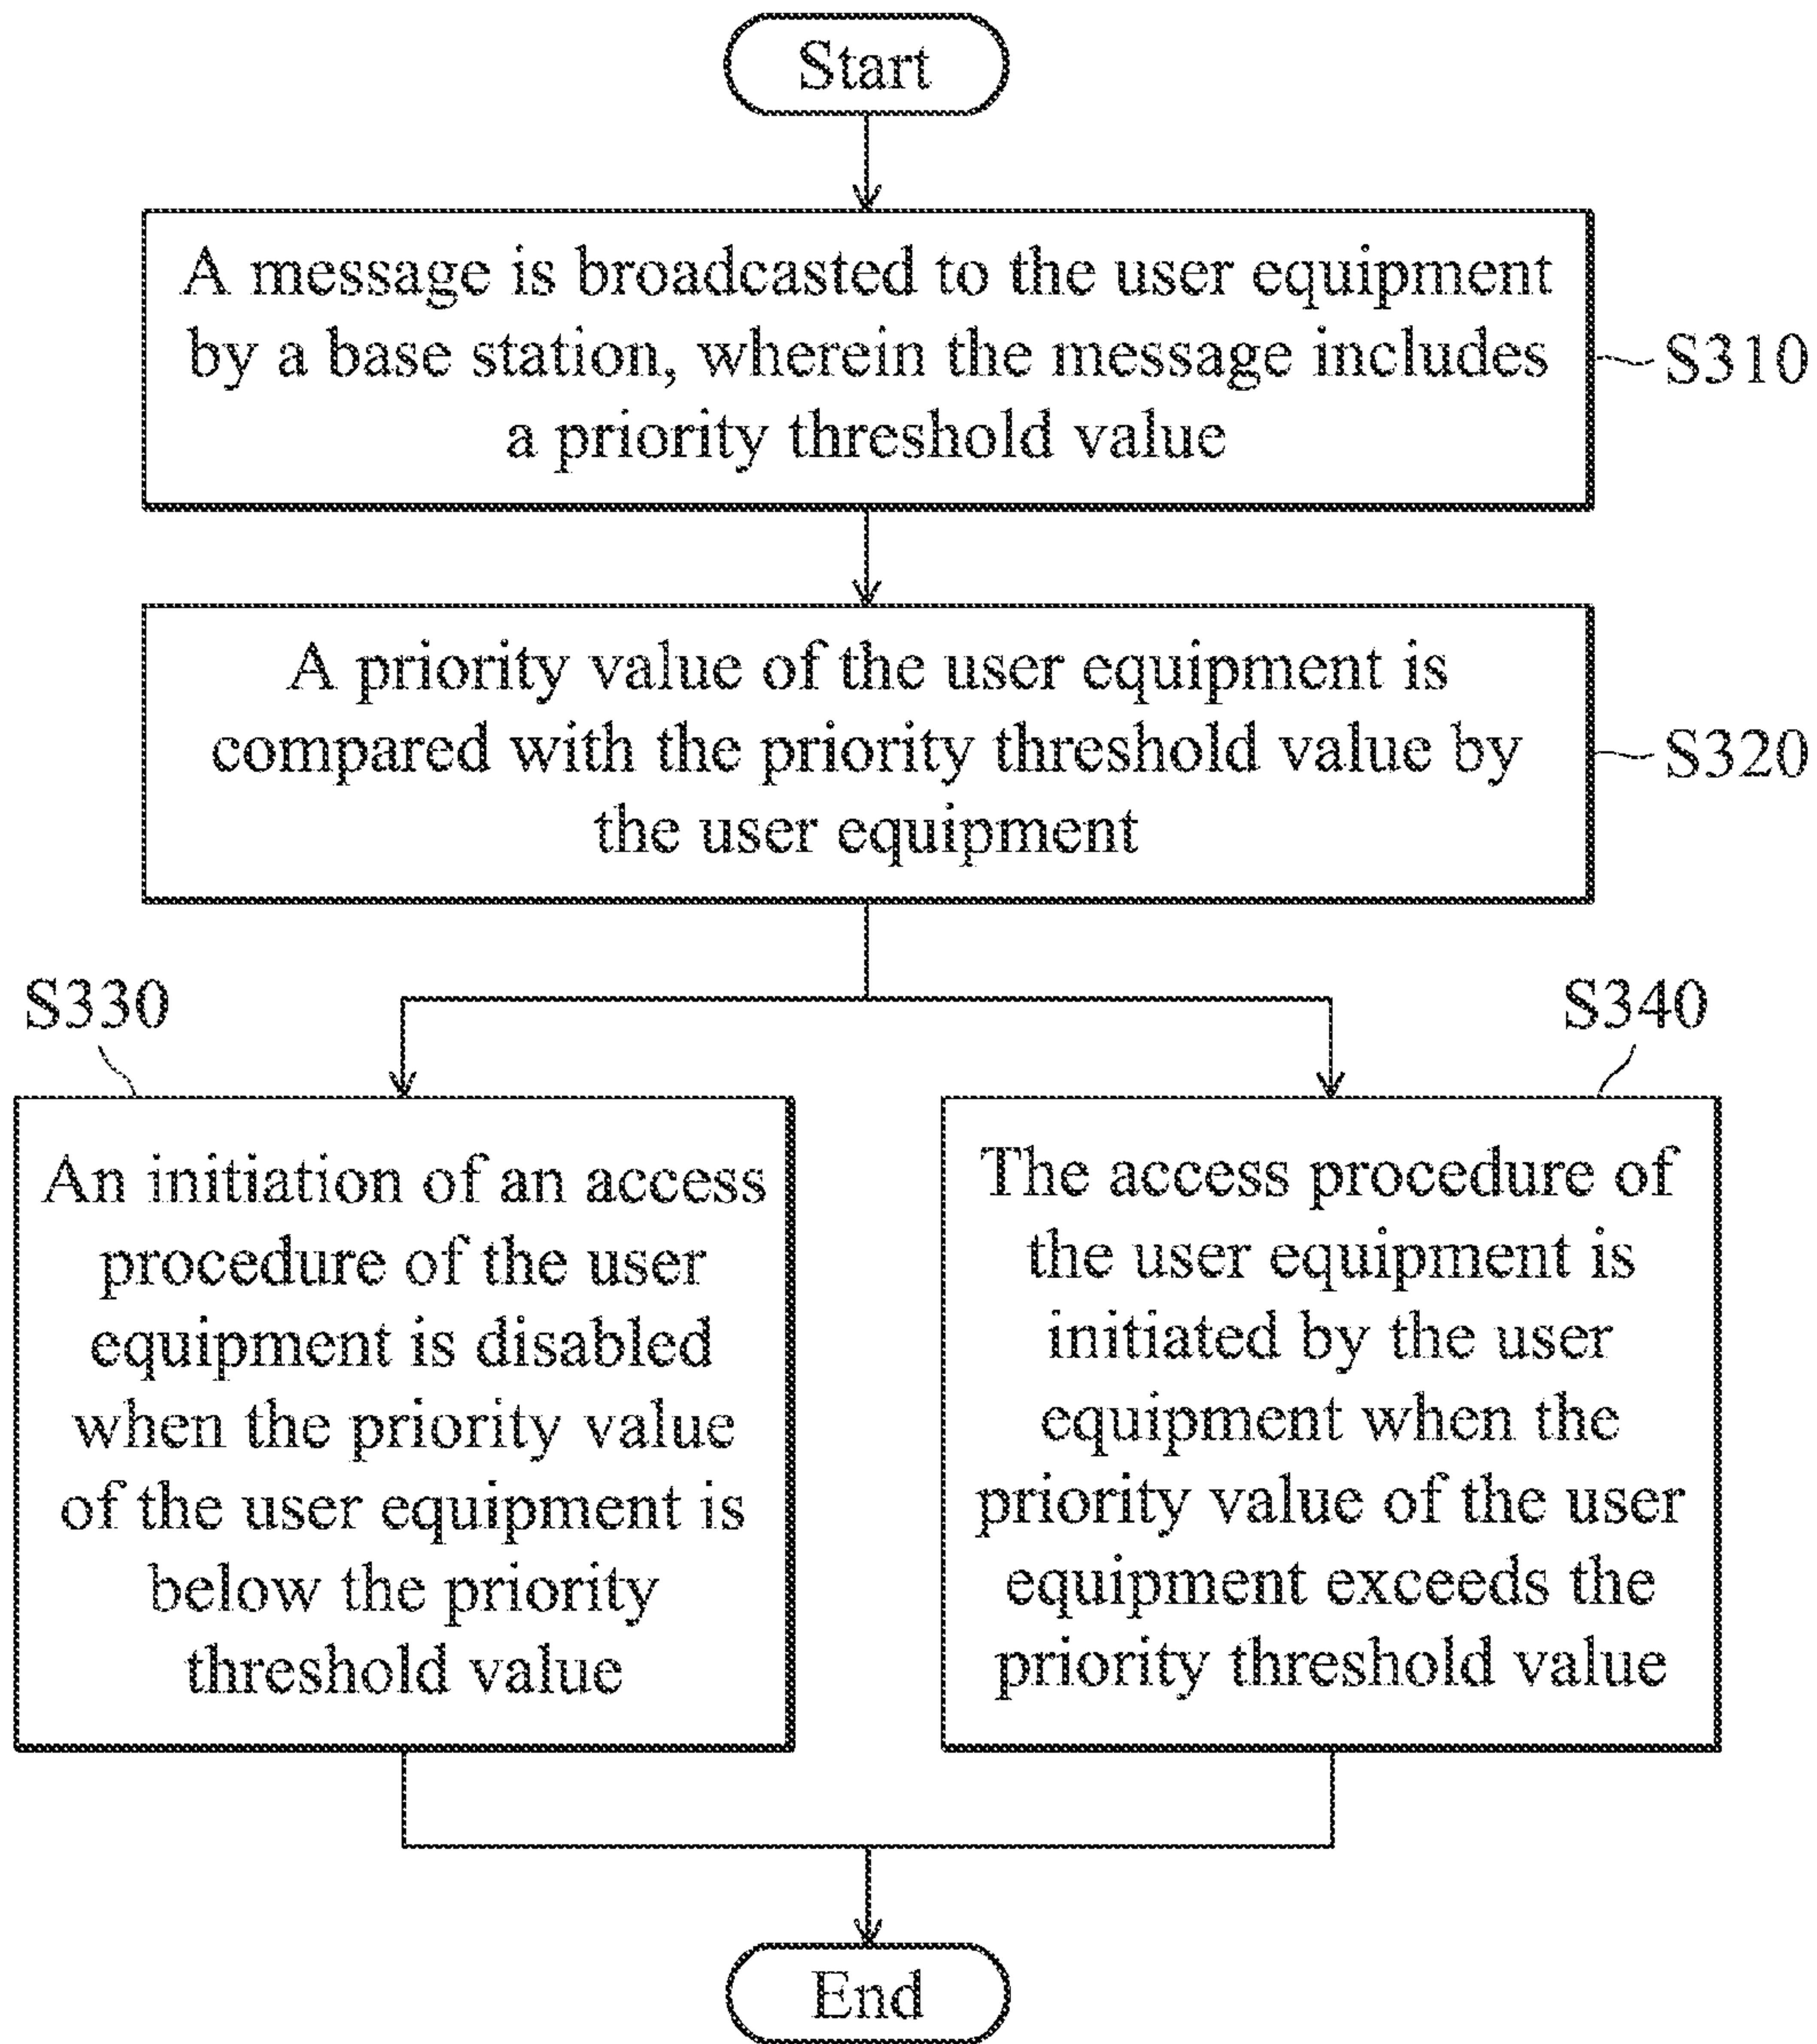 Start
A message is broadcasted to the user equipment
by a base station, wherein the message includes
a priority threshold value
S310
A priority value of the user equipment is
compared with the priority threshold value by
the user equipment
S320
S330
An initiation of an access
procedure of the user
equipment is disabled
when the priority value
of the user equipment is
below the priority
threshold value
S340
The access procedure of
the user equipment is
initiated by the user
equipment when the
priority value of the user
equipment exceeds the
priority threshold value
End